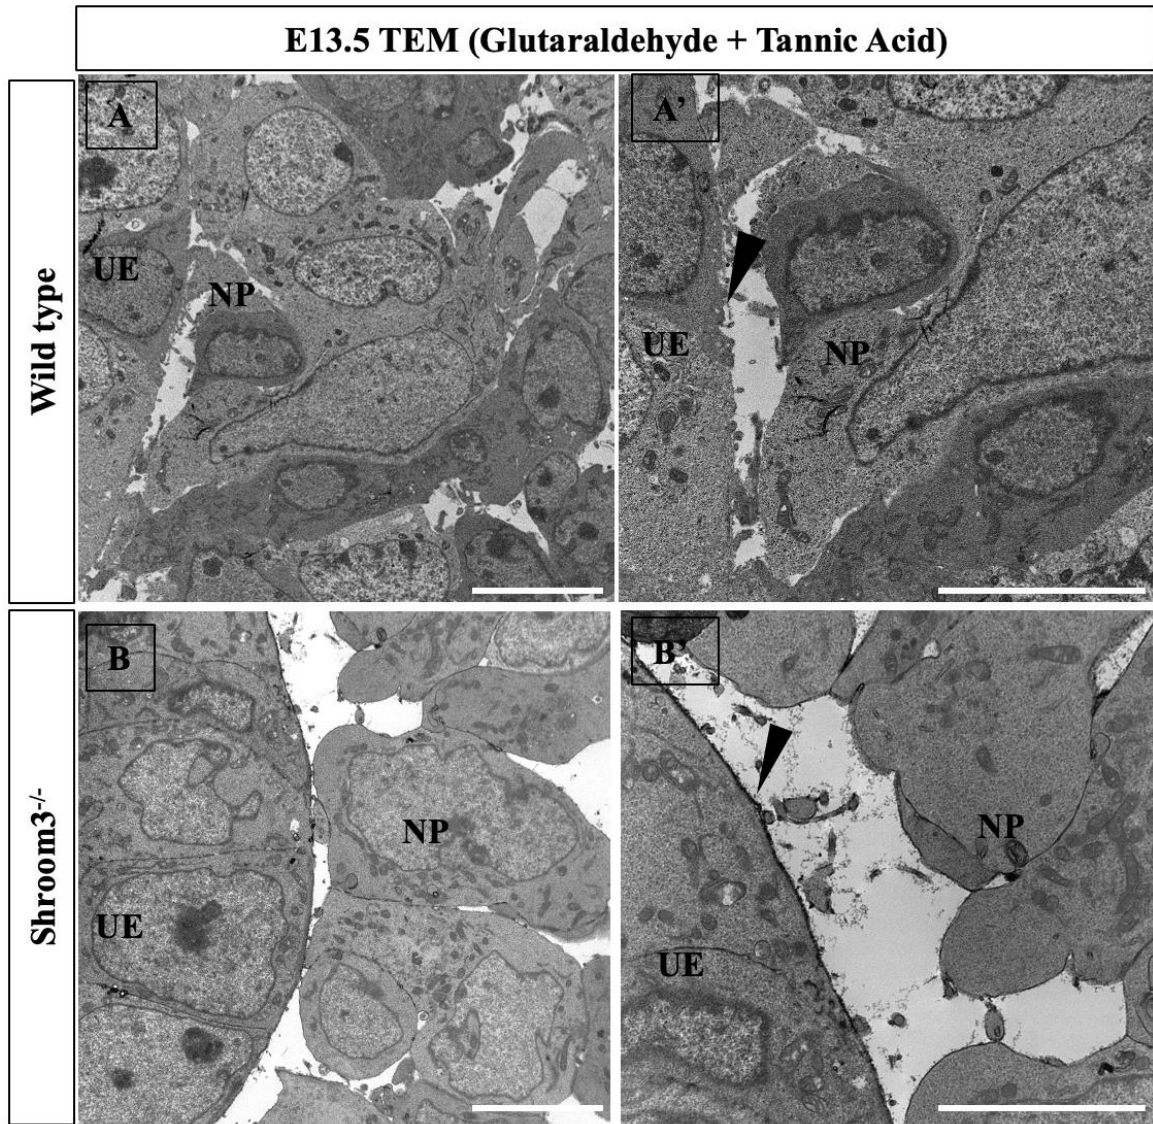 E13.5 TEM (Glutaraldehyde + Tannic Acid)
Wild type
A
UE
NP
A’
UE
NP
Shroom3-/-
B
UE
NP
B’
UE
NP